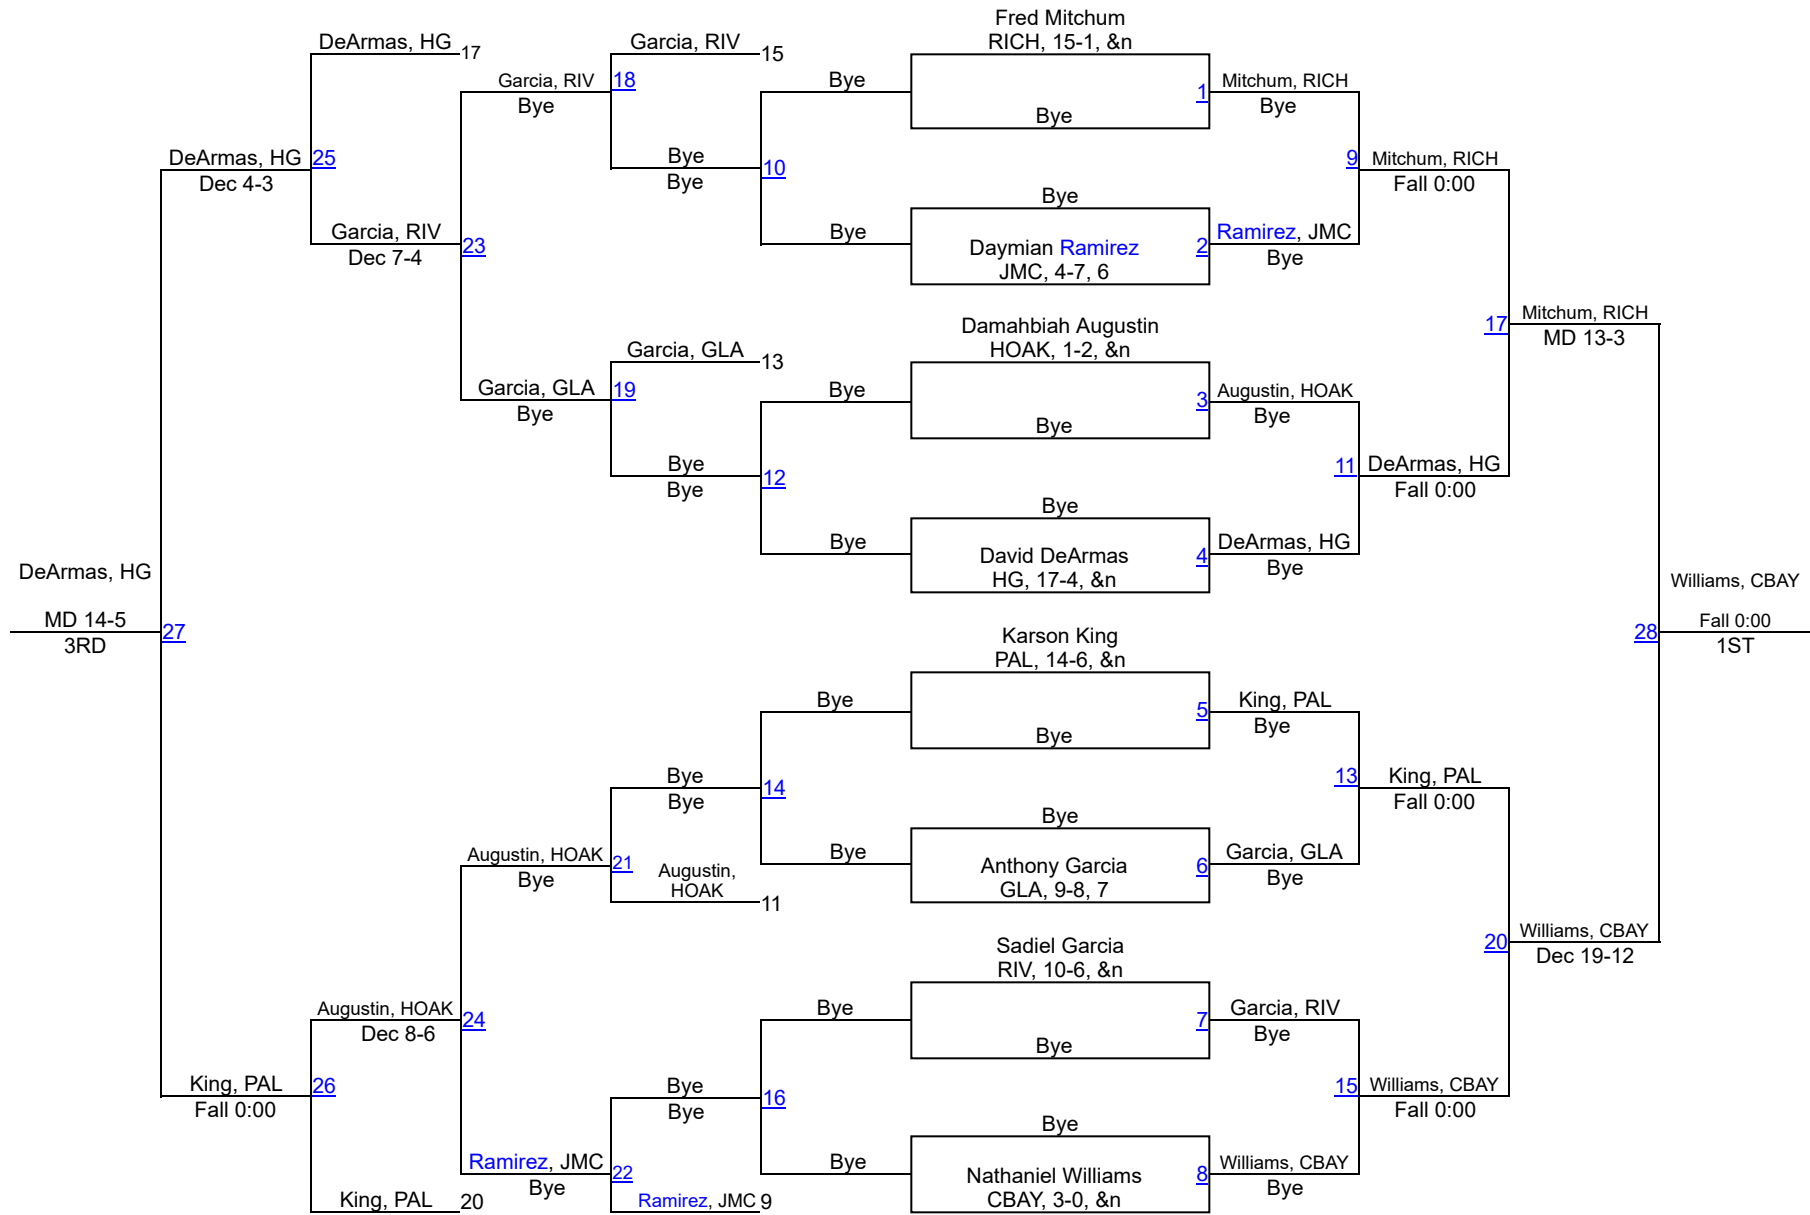 Fred Mitchum
RICH, 15-1, &n
DeArmas, HG
17
Garcia, RIV
15
Garcia, RIV
18
Bye
Bye
1
Mitchum, RICH
Bye
Bye
Bye
DeArmas, HG
25
Dec 4-3
Bye
10
Bye
9
Mitchum, RICH
Fall 0:00
Bye
Garcia, RIV
23
Dec 7-4
Bye
Daymian Ramirez
JMC, 4-7, 6
2
Ramirez, JMC
Bye
Damahbiah Augustin
HOAK, 1-2, &n
17
Mitchum, RICH
MD 13-3
Garcia, GLA
13
Garcia, GLA
19
Bye
Bye
3
Augustin, HOAK
Bye
Bye
Bye
12
Bye
11
DeArmas, HG
Fall 0:00
Bye
Bye
David DeArmas
HG, 17-4, &n
4
DeArmas, HG
Bye
DeArmas, HG
MD 14-5
27
3RD
Williams, CBAY
Fall 0:00
28
1ST
Karson King
PAL, 14-6, &n
Bye
5
King, PAL
Bye
Bye
Bye
14
Bye
13
King, PAL
Fall 0:00
Bye
Bye
Anthony Garcia
GLA, 9-8, 7
6
Garcia, GLA
Bye
Augustin, HOAK
21
Bye
Augustin,
HOAK
11
Sadiel Garcia
RIV, 10-6, &n
20
Williams, CBAY
Dec 19-12
Augustin, HOAK
24
Dec 8-6
Bye
7
Garcia, RIV
Bye
Bye
King, PAL
26
Fall 0:00
Bye
16
Bye
15
Williams, CBAY
Fall 0:00
Bye
Ramirez, JMC
22
Bye
Bye
Nathaniel Williams
CBAY, 3-0, &n
8
Williams, CBAY
Bye
King, PAL
20
Ramirez, JMC
9